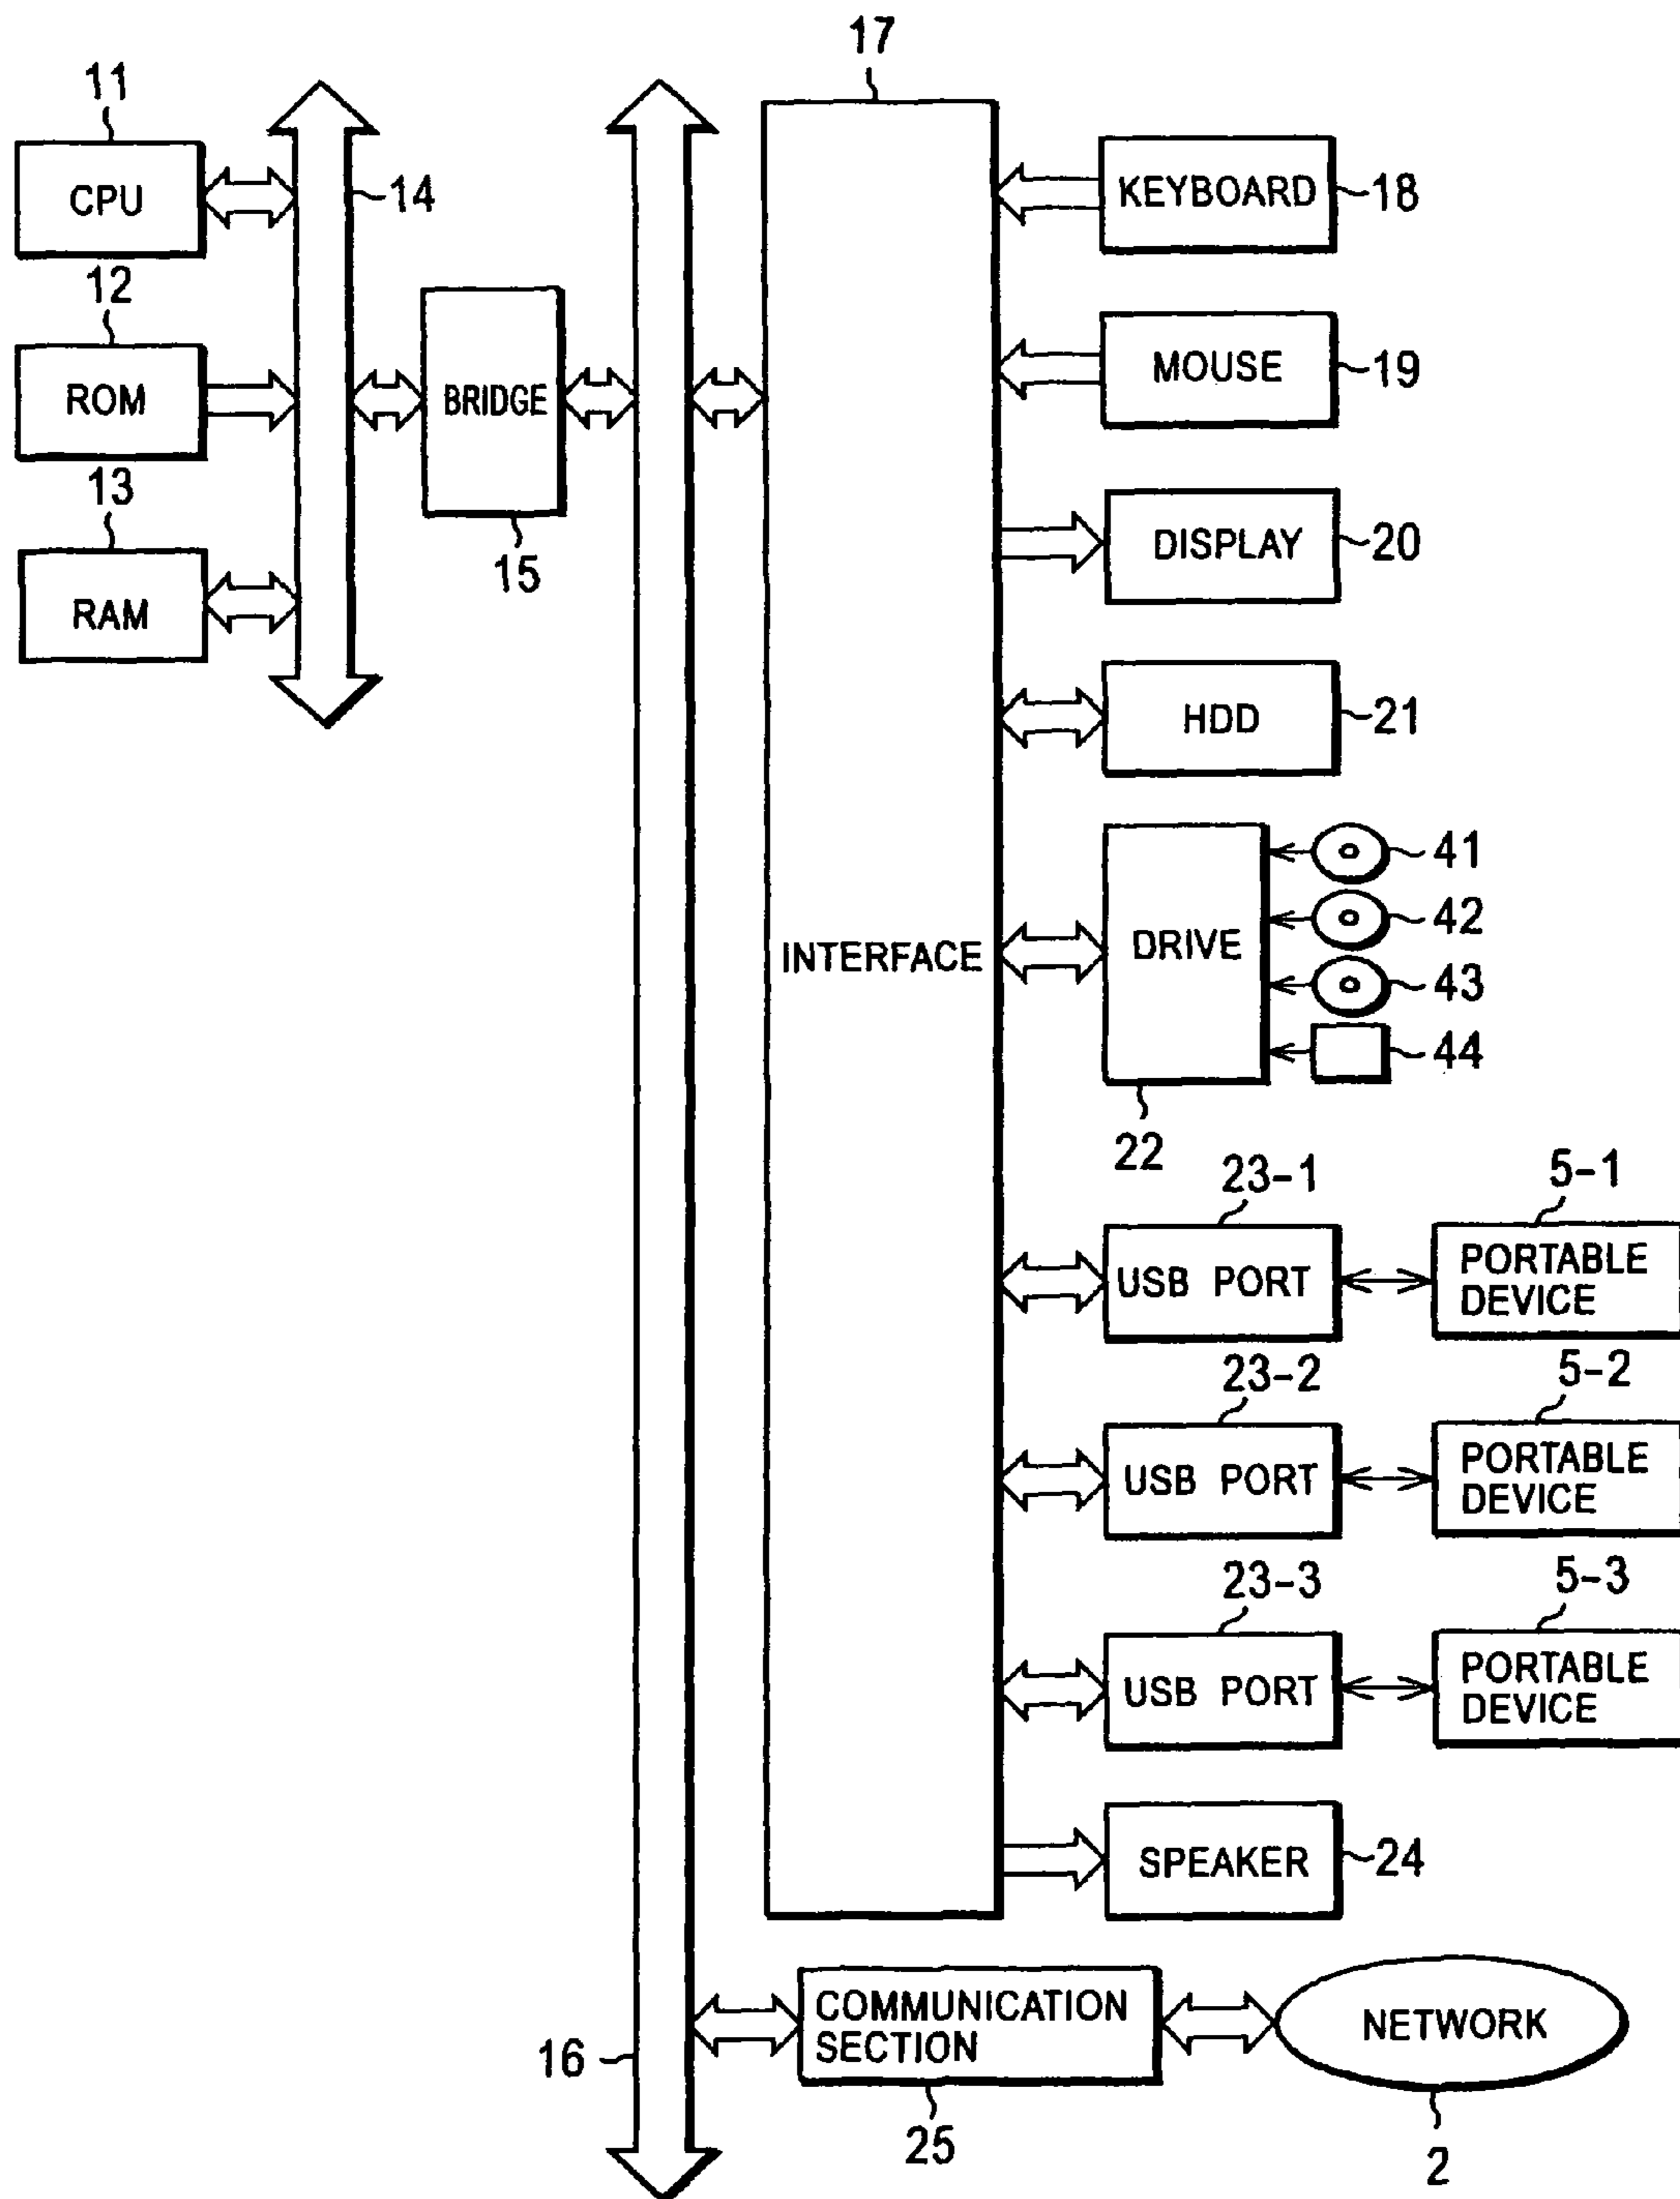 17
11
CPU
14
KEYBOARD
18
12
ROM
BRIDGE
MOUSE
19
13
RAM
15
DISPLAY
20
HDD
21
INTERFACE
DRIVE
41
42
43
44
22
23-1
5-1
USB PORT
PORTABLE
DEVICE
23-2
5-2
USB PORT
PORTABLE
DEVICE
23-3
5-3
USB PORT
PORTABLE
DEVICE
SPEAKER
24
16
COMMUNICATION
SECTION
NETWORK
25
2